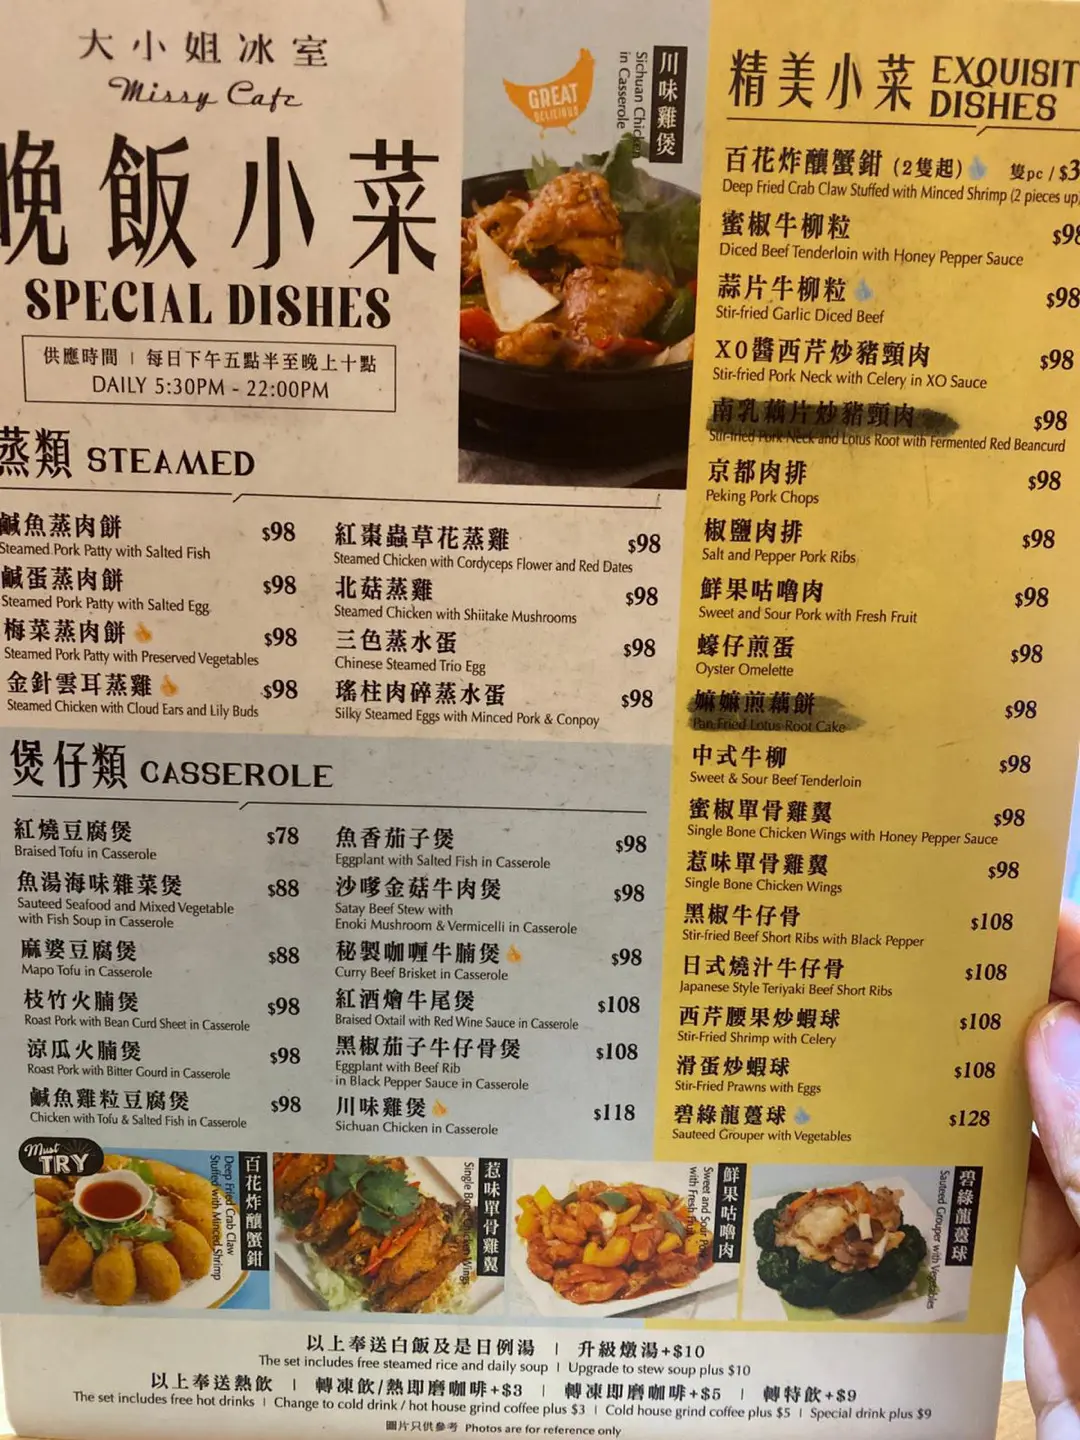 大小姐冰室
Missy Cafe
晚飯小菜
SPECIAL DISHES
供應時間 | 每日下午五點半至晚上十點
DAILY 5:30PM - 22:00PM
GREAT
DELICIOUS
川味雞煲
Sichuan Chicken
in Casserole
蒸類 STEAMED
鹹魚蒸肉餅 $98
Steamed Pork Patty with Salted Fish
鹹蛋蒸肉餅 $98
Steamed Pork Patty with Salted Egg
梅菜蒸肉餅 $98
Steamed Pork Patty with Preserved Vegetables
金針雲耳蒸雞 $98
Steamed Chicken with Cloud Ears and Lily Buds
紅棗蟲草花蒸雞 $98
Steamed Chicken with Cordyceps Flower and Red Dates
北菇蒸雞 $98
Steamed Chicken with Shiitake Mushrooms
三色蒸水蛋 $98
Chinese Steamed Trio Egg
瑤柱肉碎蒸水蛋 $98
Silky Steamed Eggs with Minced Pork & Conpoy
煲仔類 CASSEROLE
紅燒豆腐煲 $78
Braised Tofu in Casserole
魚湯海味雜菜煲 $88
Sauteed Seafood and Mixed Vegetable
with Fish Soup in Casserole
麻婆豆腐煲 $88
Mapo Tofu in Casserole
枝竹火腩煲 $98
Roast Pork with Bean Curd Sheet in Casserole
涼瓜火腩煲 $98
Roast Pork with Bitter Gourd in Casserole
鹹魚雞粒豆腐煲 $98
Chicken with Tofu & Salted Fish in Casserole
魚香茄子煲 $98
Eggplant with Salted Fish in Casserole
沙嗲金菇牛肉煲 $98
Satay Beef Stew with
Enoki Mushroom & Vermicelli in Casserole
秘製咖喱牛腩煲 $98
Curry Beef Brisket in Casserole
紅酒燴牛尾煲 $108
Braised Oxtail with Red Wine Sauce in Casserole
黑椒茄子牛仔骨煲 $108
Eggplant with Beef Rib
in Black Pepper Sauce in Casserole
川味雞煲 $118
Sichuan Chicken in Casserole
精美小菜 EXQUISIT
DISHES
百花炸釀蟹鉗 (2隻起) 隻pc / $3
Deep Fried Crab Claw Stuffed with Minced Shrimp (2 pieces up)
蜜椒牛柳粒 $98
Diced Beef Tenderloin with Honey Pepper Sauce
蒜片牛柳粒 $98
Stir-fried Garlic Diced Beef
XO醬西芹炒豬頸肉 $98
Stir-fried Pork Neck with Celery in XO Sauce
南乳藕片炒豬頸肉 $98
Stir-fried Pork Neck and Lotus Root with Fermented Red Beancurd
京都肉排 $98
Peking Pork Chops
椒鹽肉排 $98
Salt and Pepper Pork Ribs
鮮果咕嚕肉 $98
Sweet and Sour Pork with Fresh Fruit
蠔仔煎蛋 $98
Oyster Omelette
嫲嫲煎藕餅 $98
Pan Fried Lotus Root Cake
中式牛柳 $98
Sweet & Sour Beef Tenderloin
蜜椒單骨雞翼 $98
Single Bone Chicken Wings with Honey Pepper Sauce
惹味單骨雞翼 $98
Single Bone Chicken Wings
黑椒牛仔骨 $108
Stir-fried Beef Short Ribs with Black Pepper
日式燒汁牛仔骨 $108
Japanese Style Teriyaki Beef Short Ribs
西芹腰果炒蝦球 $108
Stir-Fried Shrimp with Celery
滑蛋炒蝦球 $108
Stir-Fried Prawns with Eggs
碧綠龍躉球 $128
Sauteed Grouper with Vegetables
Must
TRY
百花炸釀蟹鉗
Deep Fried Crab Claw
Stuffed with Minced Shrimp
惹味單骨雞翼
Single Bone Chicken Wings
鮮果咕嚕肉
Sweet and Sour Pork
with Fresh Fruit
碧綠龍躉球
Sauteed Grouper with Vegetables
以上奉送白飯及是日例湯 | 升級燉湯+$10
The set includes free steamed rice and daily soup | Upgrade to stew soup plus $10
以上奉送熱飲 | 轉凍飲/熱即磨咖啡+$3 | 轉凍即磨咖啡+$5 | 轉特飲+$9
The set includes free hot drinks | Change to cold drink / hot house grind coffee plus $3 | Cold house grind coffee plus $5 | Special drink plus $9
圖片只供參考 Photos are for reference only